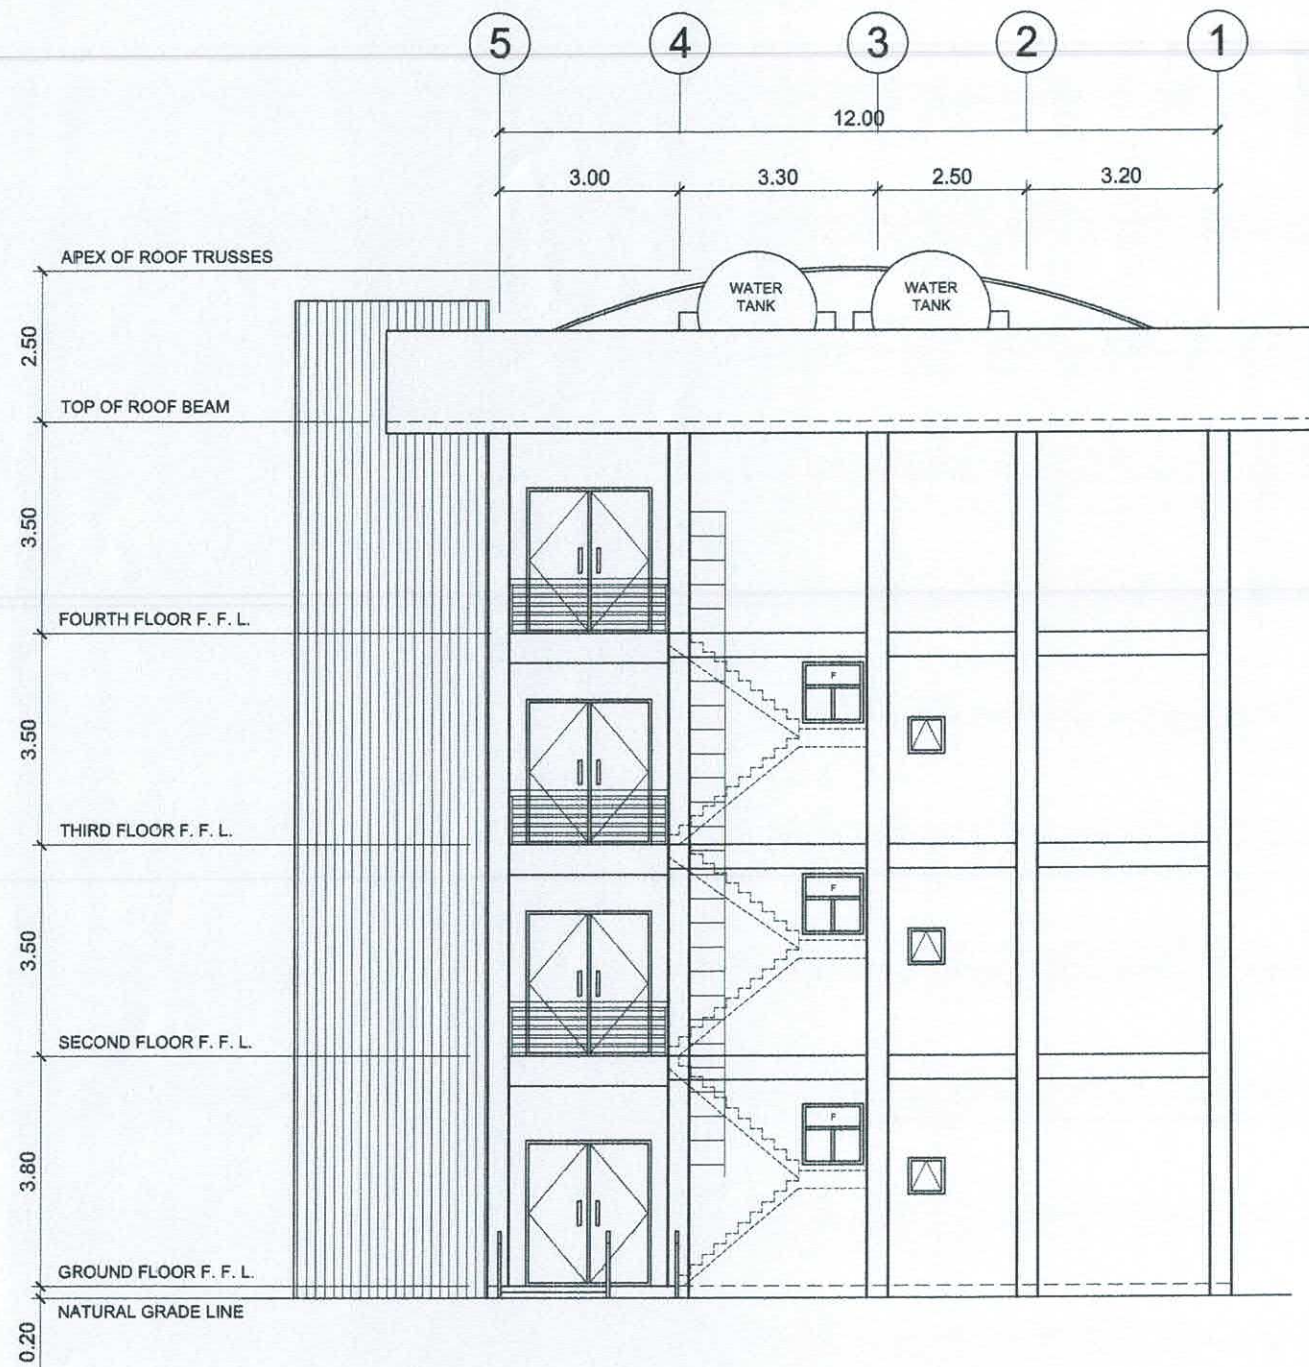 5 4 3 2 1
12.00
3.00 3.30 2.50 3.20
APEX OF ROOF TRUSSES
WATER
TANK
WATER
TANK
2.50
TOP OF ROOF BEAM
3.50
FOURTH FLOOR F. F. L.
F
3.50
THIRD FLOOR F. F. L.
F
3.50
SECOND FLOOR F. F. L.
F
3.80
GROUND FLOOR F. F. L.
NATURAL GRADE LINE
0.20